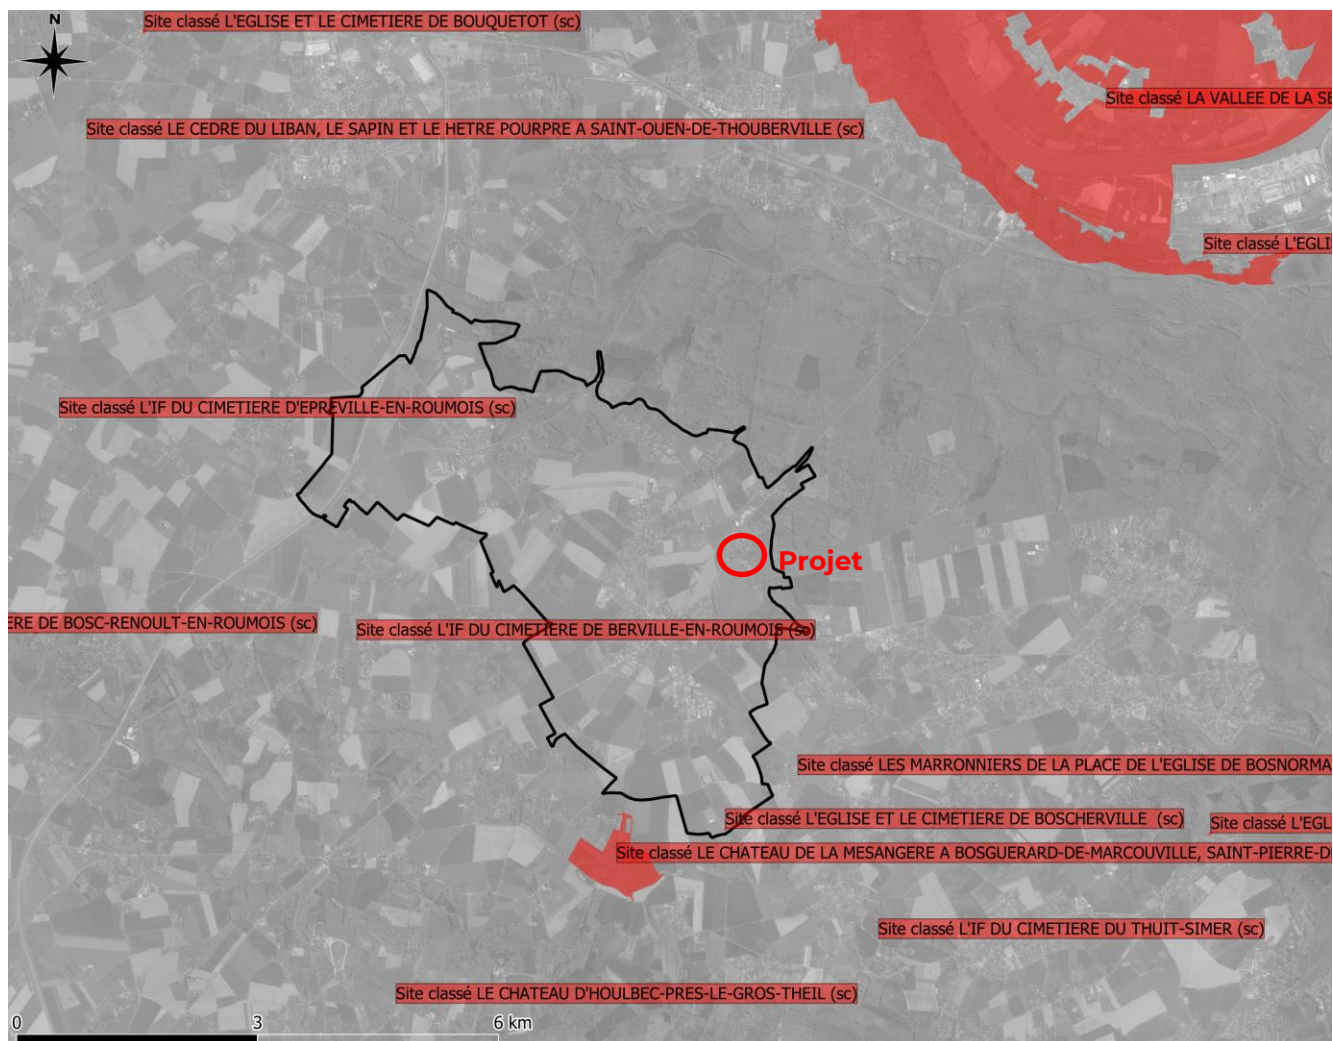 Site classé L'EGLISE ET LE CIMETIERE DE BOUQUETOT (sc)
N
Site classé LA VALLEE DE LA SE
Site classé LE CEDRE DU LIBAN, LE SAPIN ET LE HETRE POURPRE A SAINT-OUEN-DE-THOUBERVILLE (sc)
Site classé L'EGLI
Site classé L'IF DU CIMETIERE D'EPREVILLE-EN-ROUMOIS (sc)
Projet
ERE DE BOSC-RENOULT-EN-ROUMOIS (sc)
Site classé L'IF DU CIMETIERE DE BERVILLE-EN-ROUMOIS (sc)
Site classé LES MARRONNIERS DE LA PLACE DE L'EGLISE DE BOSNORMA
Site classé L'EGLISE ET LE CIMETIERE DE BOSCHERVILLE (sc)
Site classé L'EGL
Site classé LE CHATEAU DE LA MESANGERE A BOSGUERARD-DE-MARCOUVILLE, SAINT-PIERRE-D
Site classé L'IF DU CIMETIERE DU THUIT-SIMER (sc)
Site classé LE CHATEAU D'HOULBEC-PRES-LE-GROS-THEIL (sc)
0 3 6 km